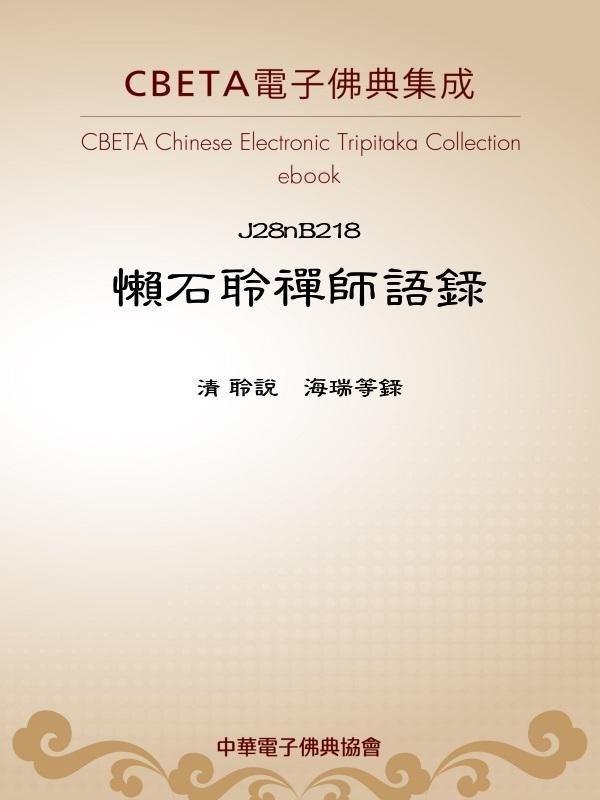 CBETA電子佛典集成
CBETA Chinese Electronic Tripitaka Collection
ebook
J28nB218
懶石聆禪師語錄
清 聆說　海瑞等錄
中華電子佛典協會